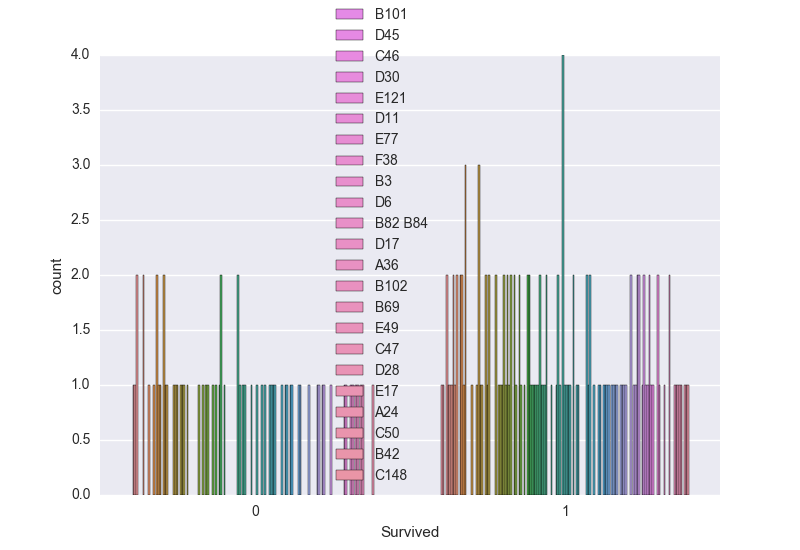 B101
D45
C46
D30
E121
D11
E77
F38
B3
D6
B82 B84
D17
A36
B102
B69
E49
C47
D28
E17
A24
C50
B42
C148
4.0
3.5
3.0
2.5
2.0
1.5
1.0
0.5
0.0
count
0
1
Survived